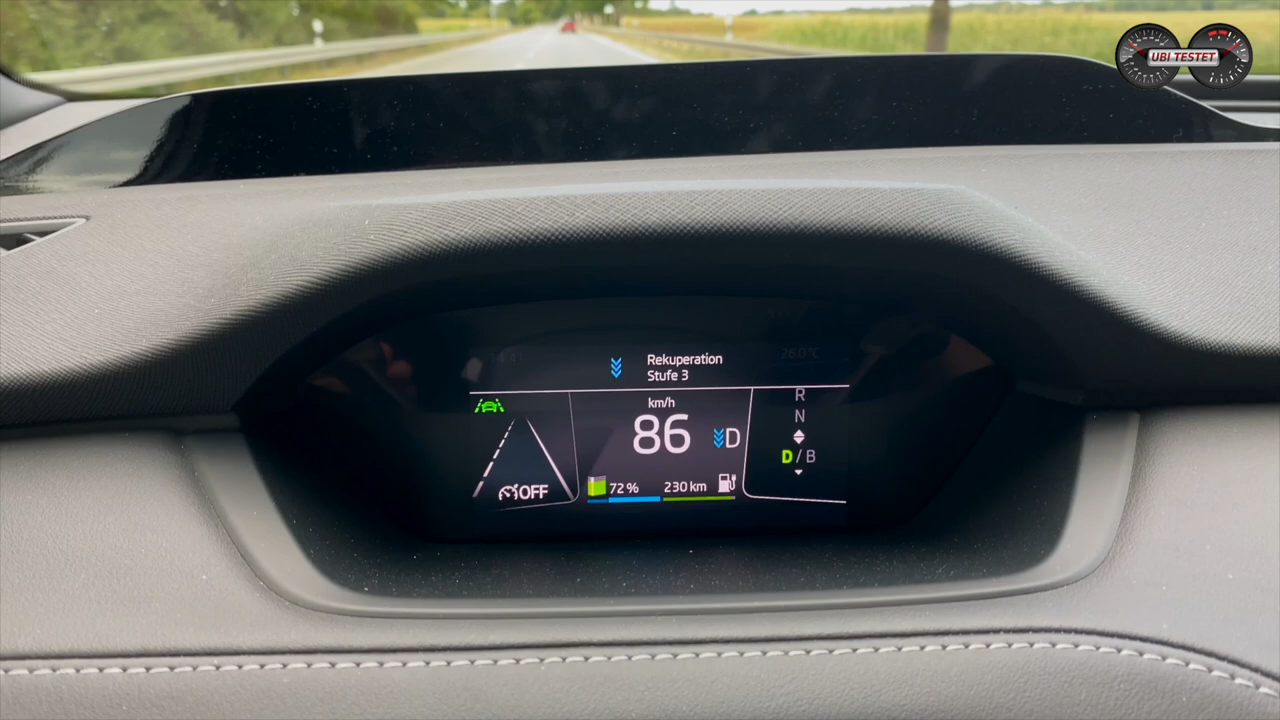 UBI TESTET
Rekuperation
Stufe 3
26.0°C
km/h
86
D
OFF
72 %
230 km
R
N
D / B